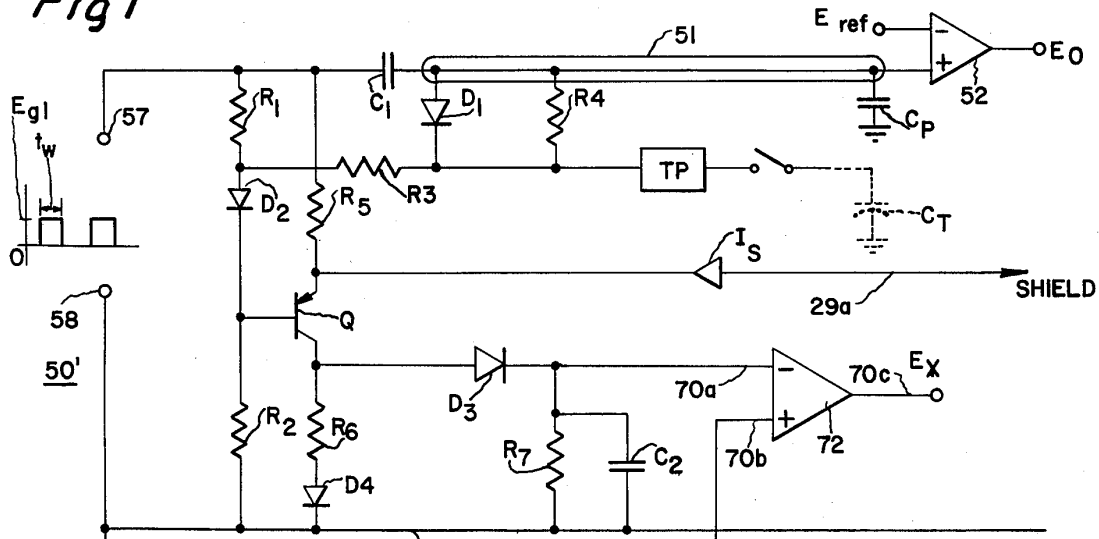 Fig 1
51
E ref
-
+
E0
52
C1
D1
R4
CP
R1
57
Eg1
tw
0
R3
TP
D2
R5
CT
IS
29a
SHIELD
58
Q
50'
D3
70a
-
70c
EX
R2
R6
R7
C2
70b
+
72
D4